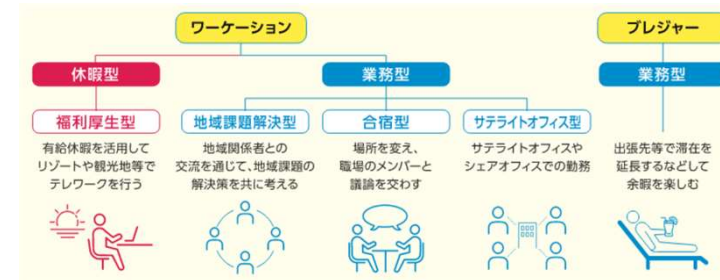 ワーケーション
ブレジャー
休暇型
業務型
業務型
福利厚生型
地域課題解決型
合宿型
サテライトオフィス型
有給休暇を活用して
リゾートや観光地等で
テレワークを行う
地域関係者との
交流を通じて、地域課題の
解決策を共に考える
場所を変え、
職場のメンバーと
議論を交わす
サテライトオフィスや
シェアオフィスでの勤務
出張先等で滞在を
延長するなどして
余暇を楽しむ